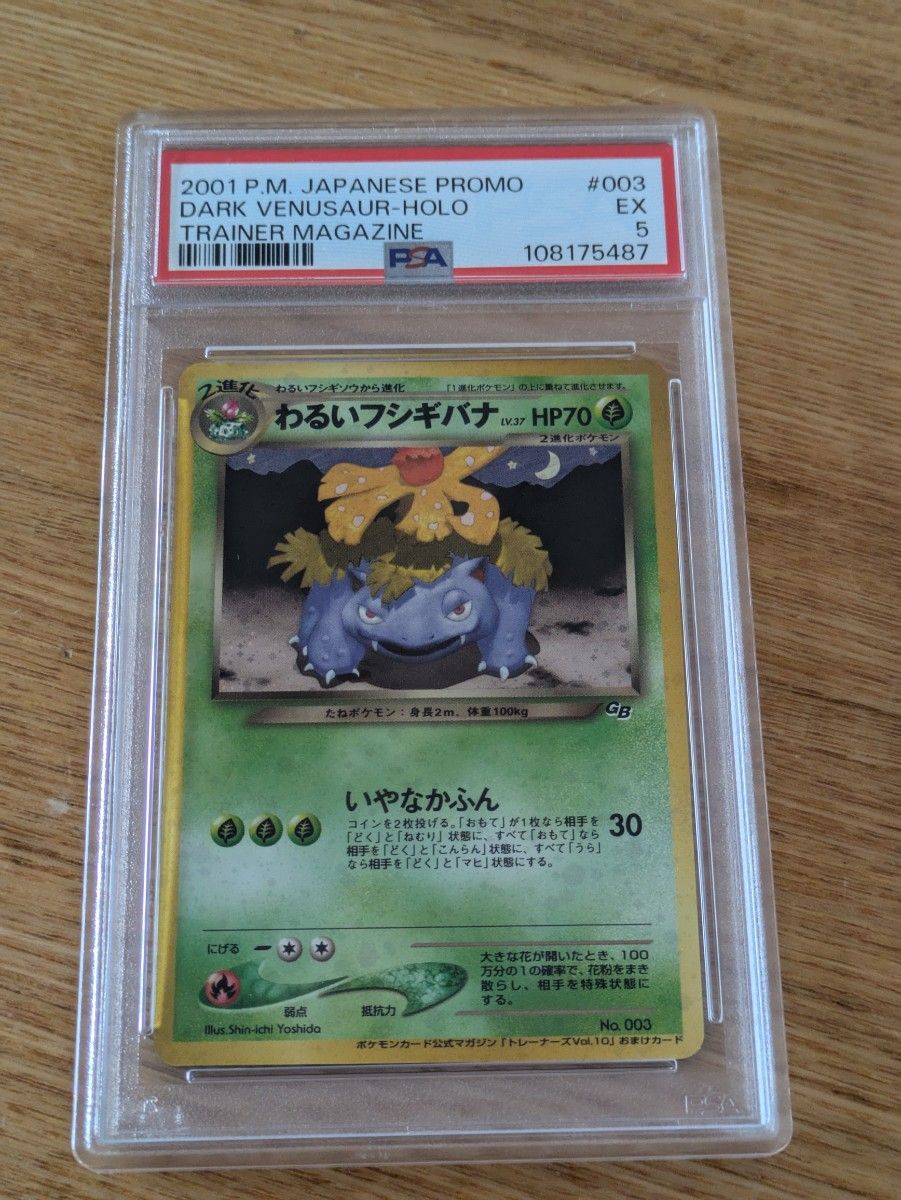 2001 P.M. JAPANESE PROMO #003
DARK VENUSAUR-HOLO EX
TRAINER MAGAZINE 5
PSA 108175487
2進化 わるいフシギソウから進化 「1進化ポケモン」の上に重ねて進化させます。
わるいフシギバナ LV.37 HP70
2進化ポケモン
たねポケモン：身長2m、体重100kg
GB
いやなかふん
コインを2枚投げる。「おもて」が1枚なら相手を
「どく」と「ねむり」状態に、すべて「おもて」なら
相手を「どく」と「こんらん」状態に、すべて「うら」
なら相手を「どく」と「マヒ」状態にする。
30
にげる
弱点
抵抗力
大きな花が開いたとき、100
万分の1の確率で、花粉をまき
散らし、相手を特殊状態に
する。
Illus.Shin-ichi Yoshida
No. 003
ポケモンカード公式マガジン「トレーナーズVol.10」おまけカード
PSA